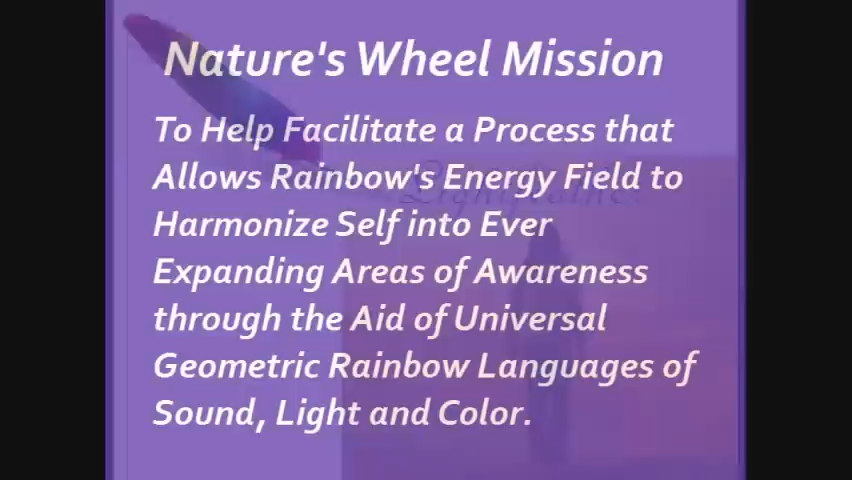 Nature's Wheel Mission
To Help Facilitate a Process that
Allows Rainbow's Energy Field to
Harmonize Self into Ever
Expanding Areas of Awareness
through the Aid of Universal
Geometric Rainbow Languages of
Sound, Light and Color.